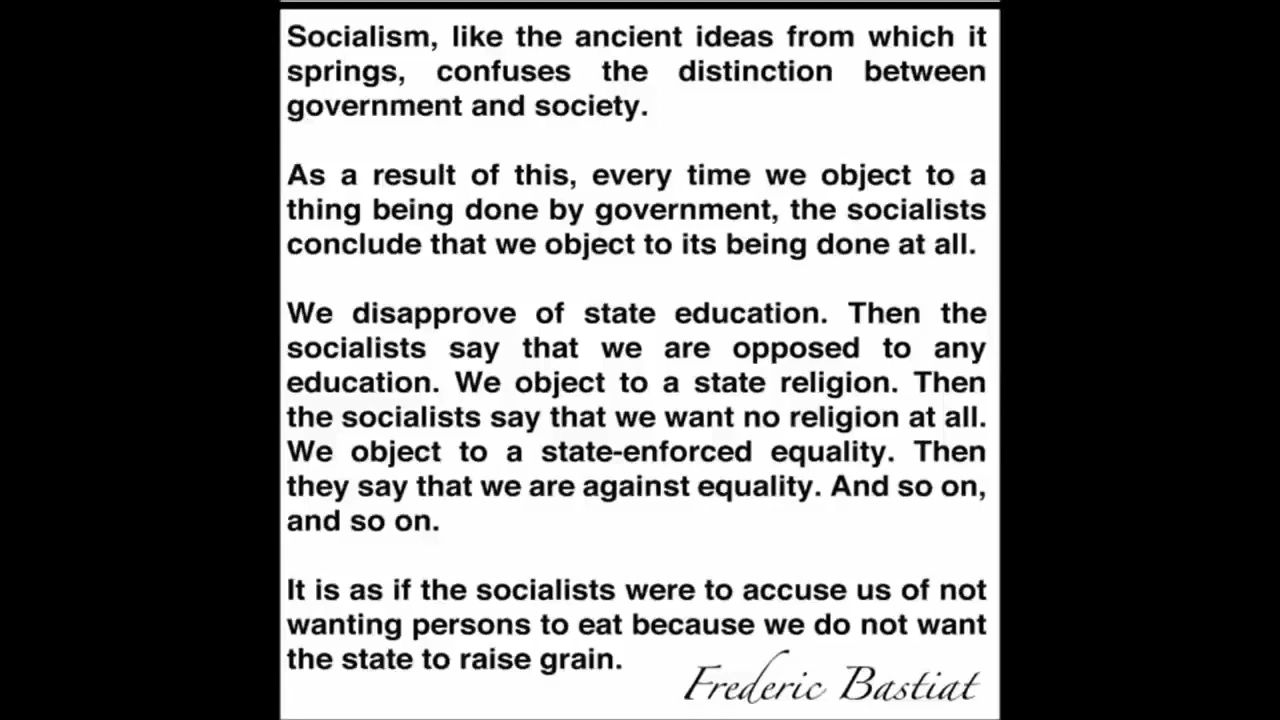 Socialism, like the ancient ideas from which it
springs, confuses the distinction between
government and society.
As a result of this, every time we object to a
thing being done by government, the socialists
conclude that we object to its being done at all.
We disapprove of state education. Then the
socialists say that we are opposed to any
education. We object to a state religion. Then
the socialists say that we want no religion at all.
We object to a state-enforced equality. Then
they say that we are against equality. And so on,
and so on.
It is as if the socialists were to accuse us of not
wanting persons to eat because we do not want
the state to raise grain.
Frederic Bastiat